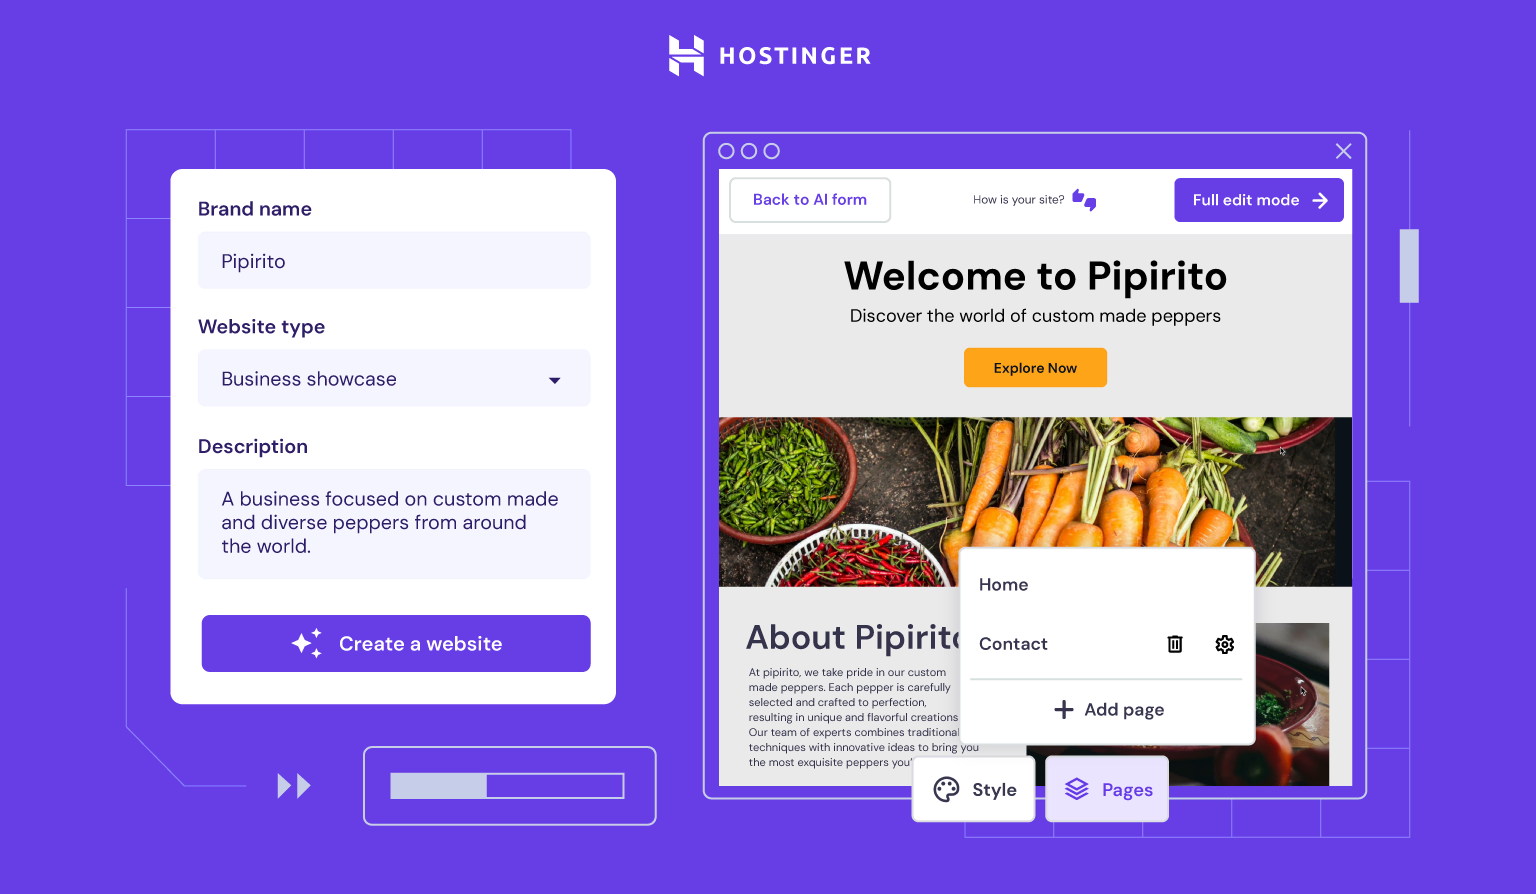 HOSTINGER
Brand name
Pipirito
Website type
Business showcase
Description
A business focused on custom made
and diverse peppers from around
the world.
Create a website
Back to AI form
How is your site?
Full edit mode
Welcome to Pipirito
Discover the world of custom made peppers
Explore Now
About Pipirito
At pipirito, we take pride in our custom
made peppers. Each pepper is carefully
selected and crafted to perfection,
resulting in unique and flavorful creations
Our team of experts combines traditional
techniques with innovative ideas to bring you
the most exquisite peppers you'
Home
Contact
Add page
Style
Pages